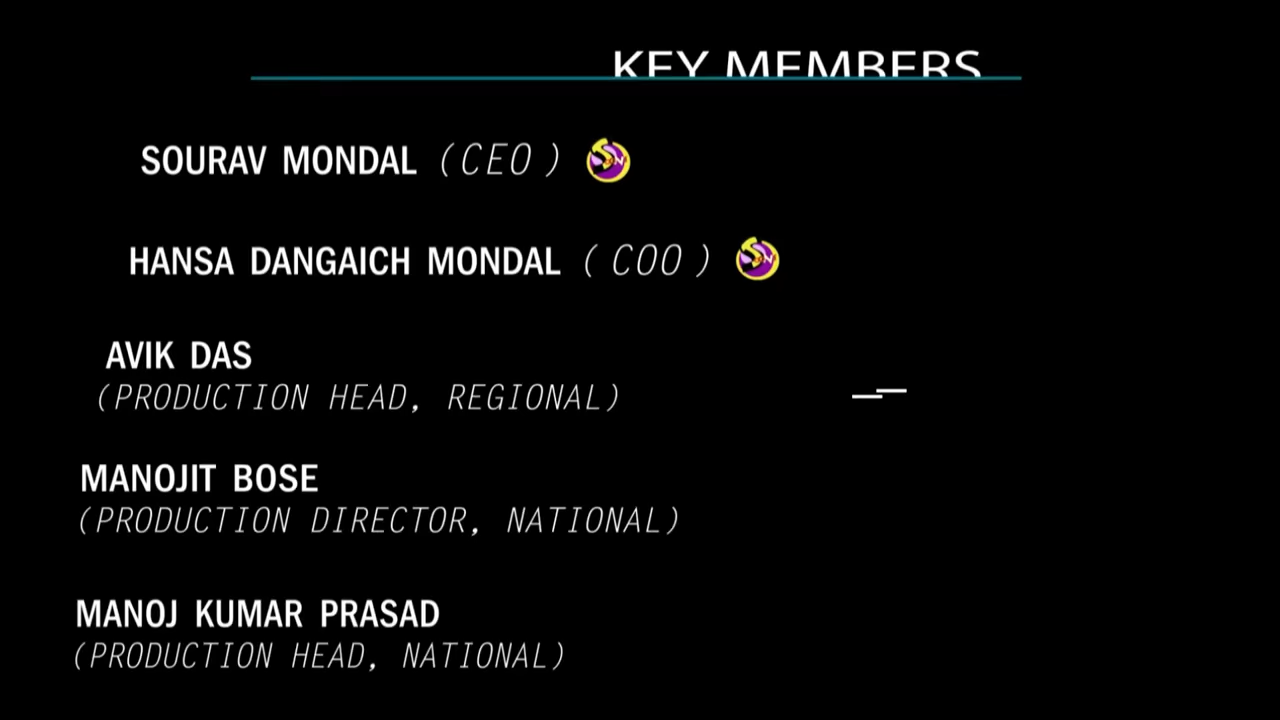 KEY MEMBERS
SOURAV MONDAL (CEO )
HANSA DANGAICH MONDAL ( COO )
AVIK DAS
(PRODUCTION HEAD, REGIONAL)
MANOJIT BOSE
(PRODUCTION DIRECTOR, NATIONAL)
MANOJ KUMAR PRASAD
(PRODUCTION HEAD, NATIONAL)